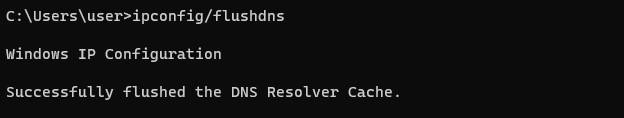 C:\Users\user>ipconfig/flushdns
Windows IP Configuration
Successfully flushed the DNS Resolver Cache.